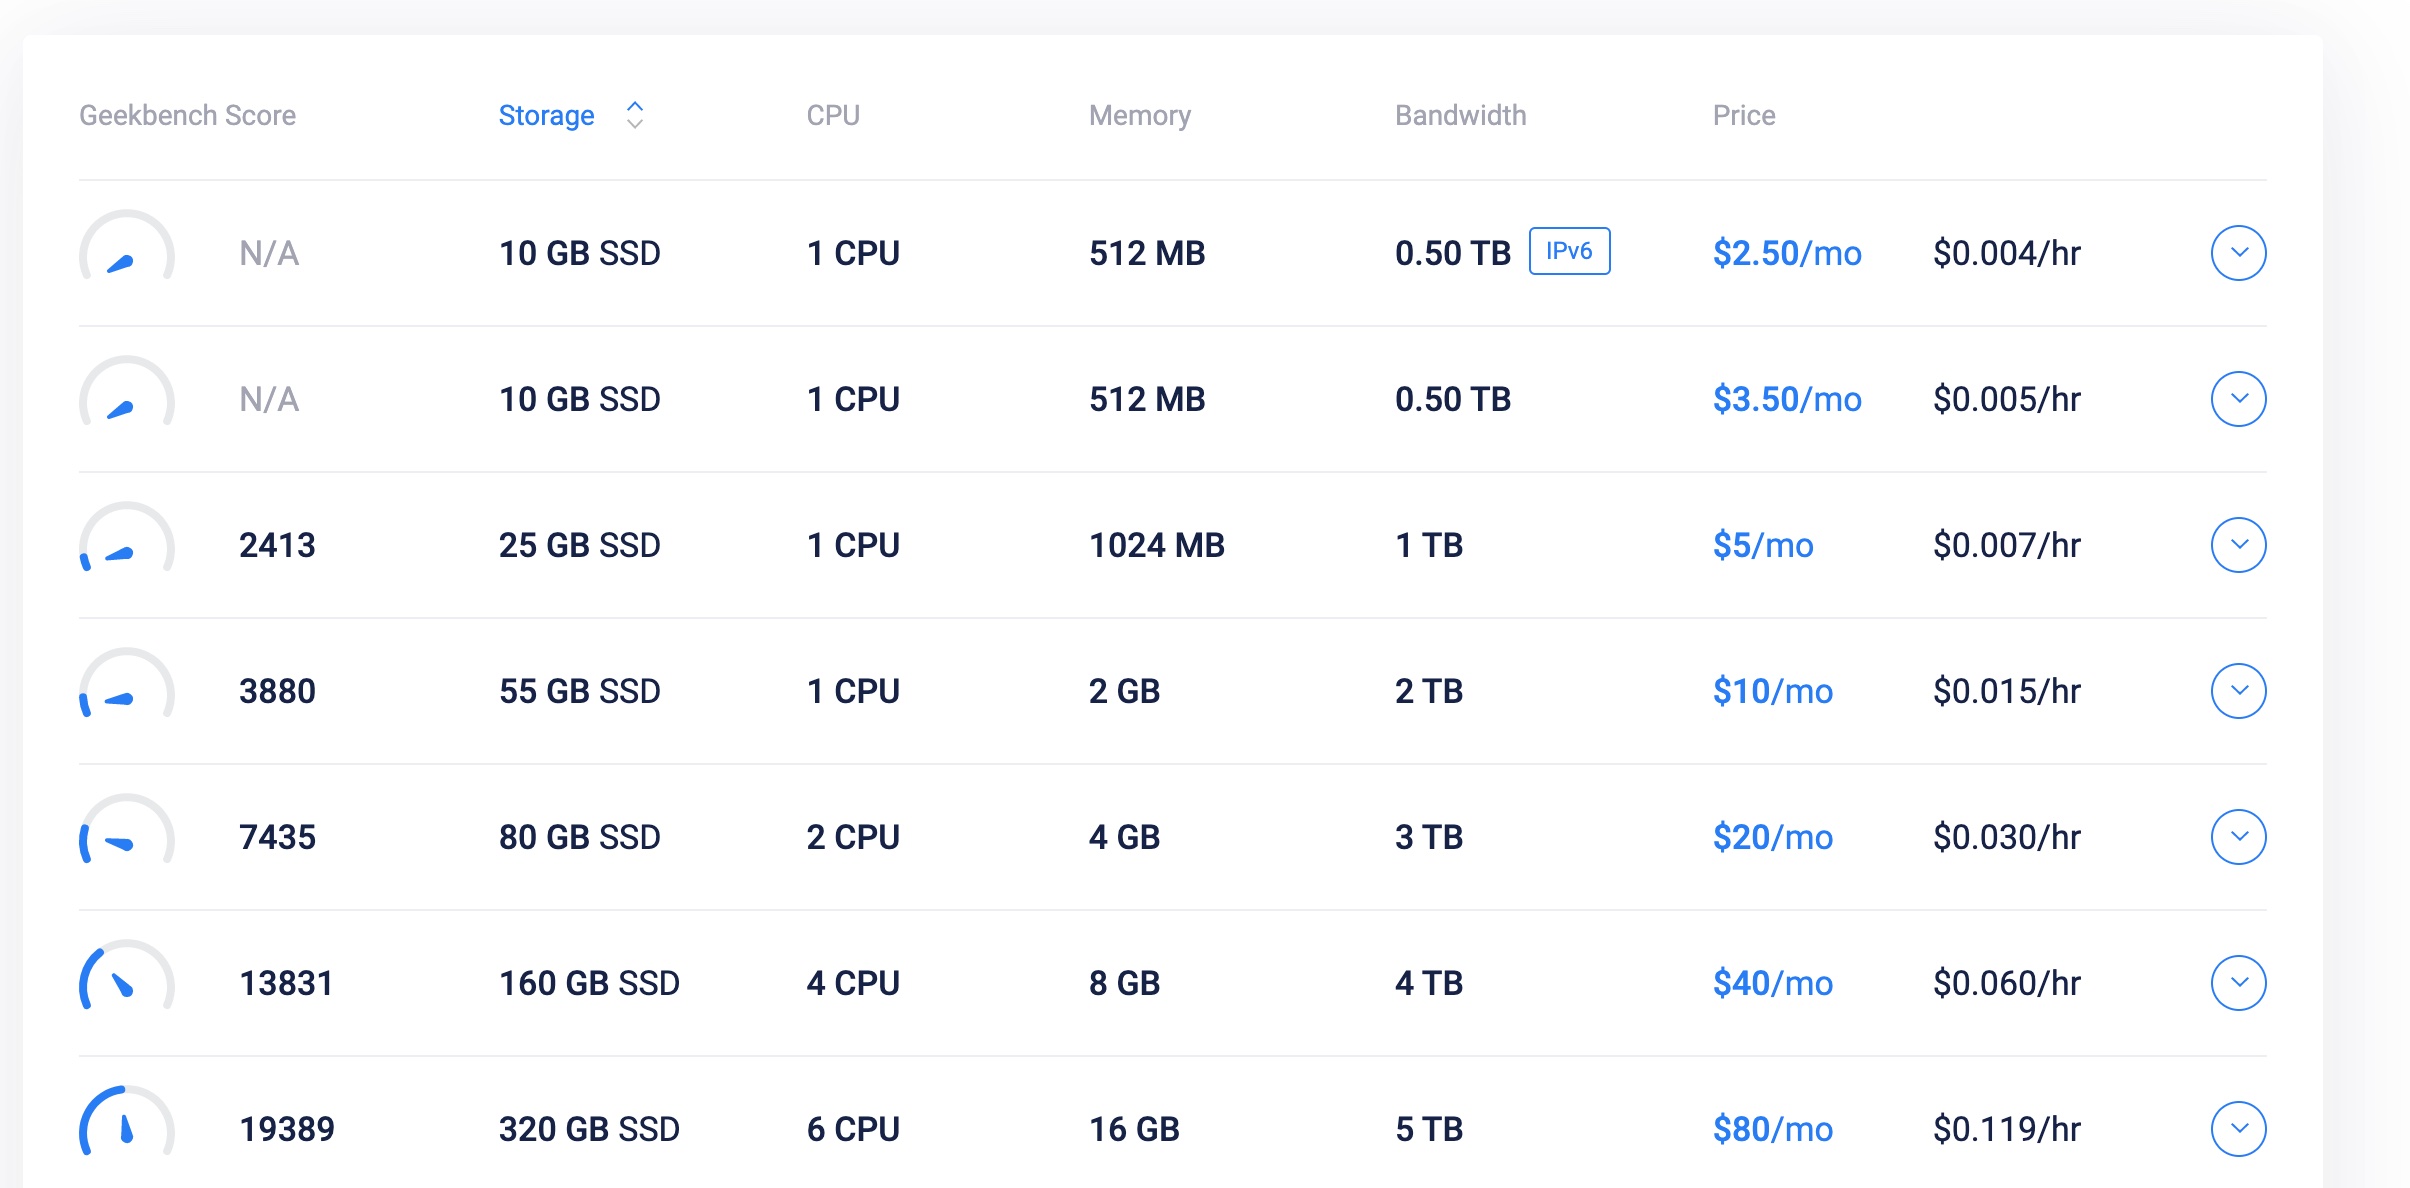 Geekbench Score Storage CPU Memory Bandwidth Price
N/A 10 GB SSD 1 CPU 512 MB 0.50 TB IPv6 $2.50/mo $0.004/hr
N/A 10 GB SSD 1 CPU 512 MB 0.50 TB $3.50/mo $0.005/hr
2413 25 GB SSD 1 CPU 1024 MB 1 TB $5/mo $0.007/hr
3880 55 GB SSD 1 CPU 2 GB 2 TB $10/mo $0.015/hr
7435 80 GB SSD 2 CPU 4 GB 3 TB $20/mo $0.030/hr
13831 160 GB SSD 4 CPU 8 GB 4 TB $40/mo $0.060/hr
19389 320 GB SSD 6 CPU 16 GB 5 TB $80/mo $0.119/hr